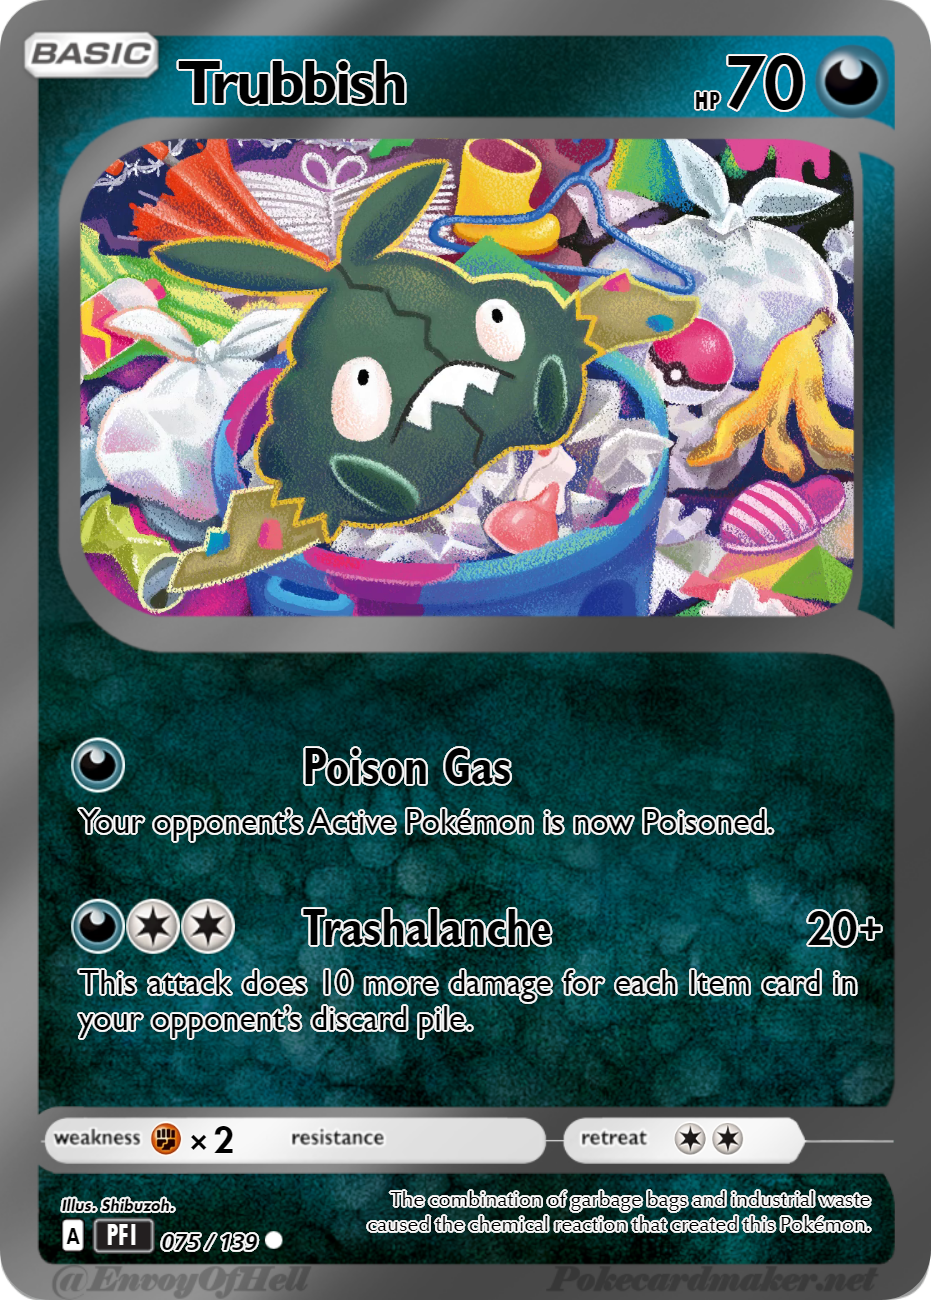 BASIC
Trubbish
HP 70
Poison Gas
Your opponent's Active Pokémon is now Poisoned.
Trashalanche 20+
This attack does 10 more damage for each Item card in
your opponent's discard pile.
weakness × 2 resistance retreat
Illus. Shibuzoh.
The combination of garbage bags and industrial waste
caused the chemical reaction that created this Pokémon.
A PFI 075 / 139
@EnvoyOfHell Pokecardmaker.net